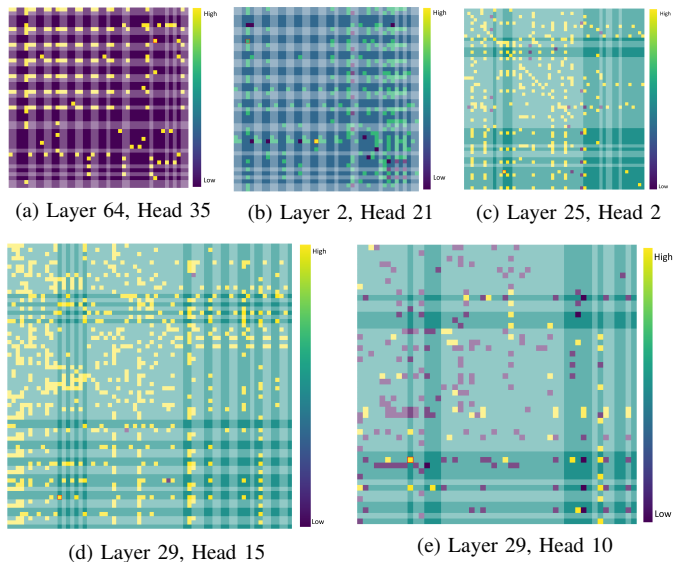 High
Low
(a) Layer 64, Head 35
High
Low
(b) Layer 2, Head 21
High
Low
(c) Layer 25, Head 2
High
Low
(d) Layer 29, Head 15
High
Low
(e) Layer 29, Head 10